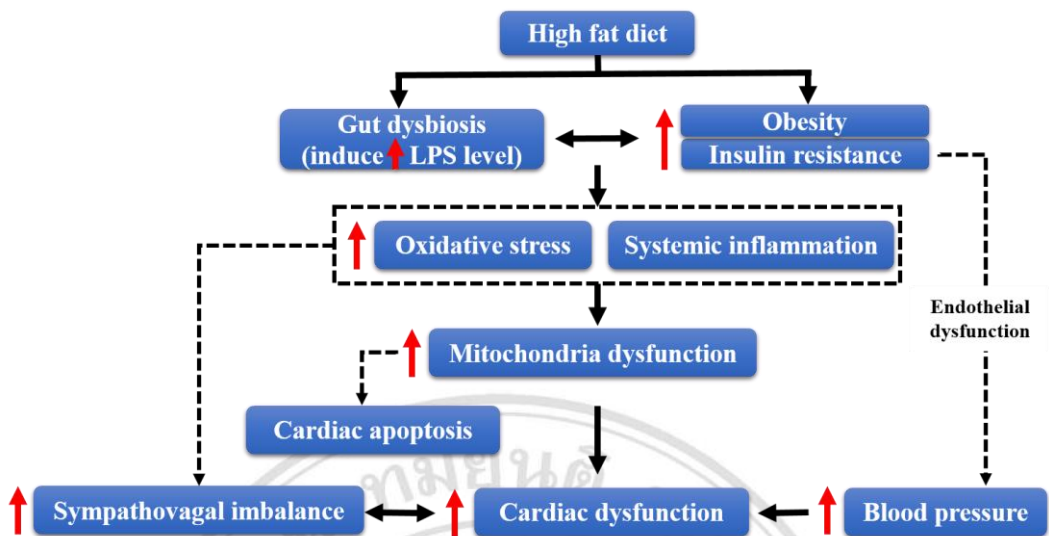 High fat diet
Gut dysbiosis
(induce LPS level)
Obesity
Insulin resistance
Oxidative stress
Systemic inflammation
Endothelial
dysfunction
Mitochondria dysfunction
Cardiac apoptosis
Sympathovagal imbalance
Cardiac dysfunction
Blood pressure